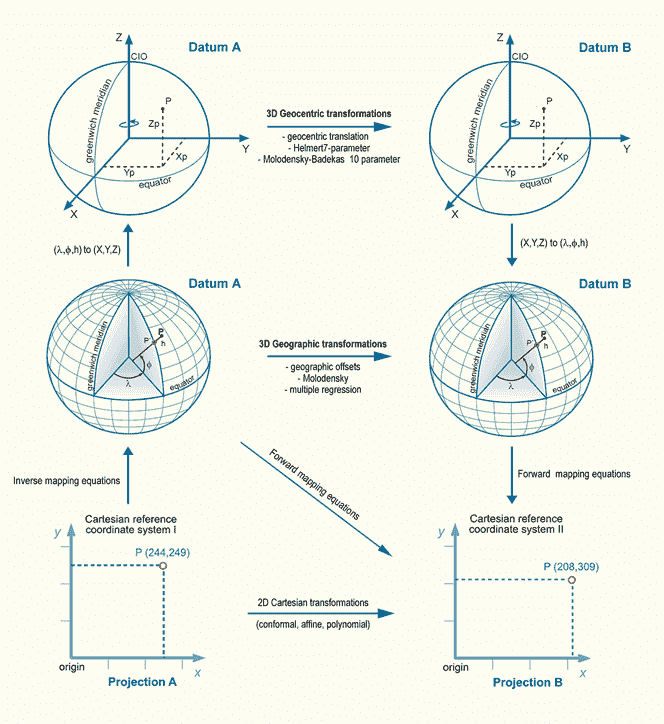 Datum A
Z
CIO
greenwich meridian
P
Zp
Xp
Yp
Y
equator
X
3D Geocentric transformations
- geocentric translation
- Helmert7-parameter
- Molodensky-Badekas 10 parameter
Datum B
Z
CIO
greenwich meridian
P
Zp
Xp
Yp
Y
equator
X
(λ,ϕ,h) to (X,Y,Z)
(X,Y,Z) to (λ,ϕ,h)
Datum A
greenwich meridian
P
P'
h
ϕ
λ
equator
3D Geographic transformations
- geographic offsets
- Molodensky
- multiple regression
Datum B
greenwich meridian
P
P'
h
ϕ
λ
equator
Inverse mapping equations
Forward mapping equations
Forward mapping equations
Cartesian reference
coordinate system I
y
P (244,249)
origin
x
Projection A
2D Cartesian transformations
(conformal, affine, polynomial)
Cartesian reference
coordinate system II
y
P (208,309)
origin
x
Projection B